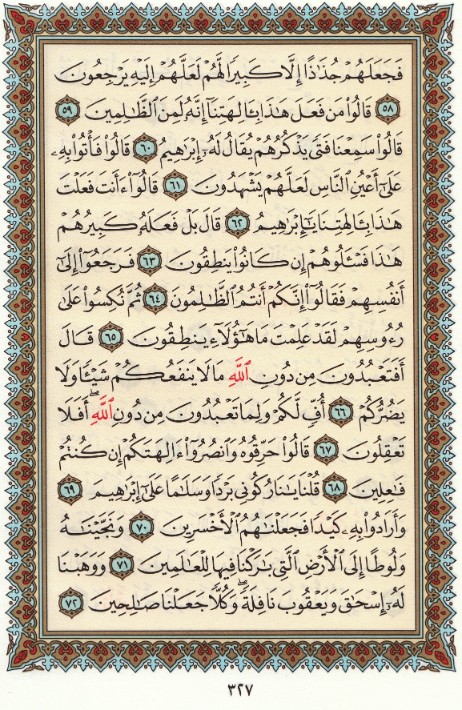 فَجَعَلَهُمْ جُذَٰذًا إِلَّا كَبِيرًا لَّهُمْ لَعَلَّهُمْ إِلَيْهِ يَرْجِعُونَ
٥٨ قَالُوا۟ مَن فَعَلَ هَٰذَا بِـَٔالِهَتِنَآ إِنَّهُۥ لَمِنَ ٱلظَّٰلِمِينَ ٥٩
قَالُوا۟ سَمِعْنَا فَتًى يَذْكُرُهُمْ يُقَالُ لَهُۥٓ إِبْرَٰهِيمُ ٦٠ قَالُوا۟ فَأْتُوا۟ بِهِۦ
عَلَىٰٓ أَعْيُنِ ٱلنَّاسِ لَعَلَّهُمْ يَشْهَدُونَ ٦١ قَالُوٓا۟ ءَأَنتَ فَعَلْتَ
هَٰذَا بِـَٔالِهَتِنَا يَٰٓإِبْرَٰهِيمُ ٦٢ قَالَ بَلْ فَعَلَهُۥ كَبِيرُهُمْ
هَٰذَا فَسْـَٔلُوهُمْ إِن كَانُوا۟ يَنطِقُونَ ٦٣ فَرَجَعُوٓا۟ إِلَىٰٓ
أَنفُسِهِمْ فَقَالُوٓا۟ إِنَّكُمْ أَنتُمُ ٱلظَّٰلِمُونَ ٦٤ ثُمَّ نُكِسُوا۟ عَلَىٰ
رُءُوسِهِمْ لَقَدْ عَلِمْتَ مَا هَٰٓؤُلَآءِ يَنطِقُونَ ٦٥ قَالَ
أَفَتَعْبُدُونَ مِن دُونِ ٱللَّهِ مَا لَا يَنفَعُكُمْ شَيْـًٔا وَلَا
يَضُرُّكُمْ ٦٦ أُفٍّ لَّكُمْ وَلِمَا تَعْبُدُونَ مِن دُونِ ٱللَّهِ ۖ أَفَلَا
تَعْقِلُونَ ٦٧ قَالُوا۟ حَرِّقُوهُ وَٱنصُرُوٓا۟ ءَالِهَتَكُمْ إِن كُنتُمْ
فَٰعِلِينَ ٦٨ قُلْنَا يَٰنَارُ كُونِى بَرْدًا وَسَلَٰمًا عَلَىٰٓ إِبْرَٰهِيمَ ٦٩
وَأَرَادُوا۟ بِهِۦ كَيْدًا فَجَعَلْنَٰهُمُ ٱلْأَخْسَرِينَ ٧٠ وَنَجَّيْنَٰهُ
وَلُوطًا إِلَى ٱلْأَرْضِ ٱلَّتِى بَٰرَكْنَا فِيهَا لِلْعَٰلَمِينَ ٧١ وَوَهَبْنَا
لَهُۥٓ إِسْحَٰقَ وَيَعْقُوبَ نَافِلَةً ۖ وَكُلًّا جَعَلْنَا صَٰلِحِينَ ٧٢
٣٢٧